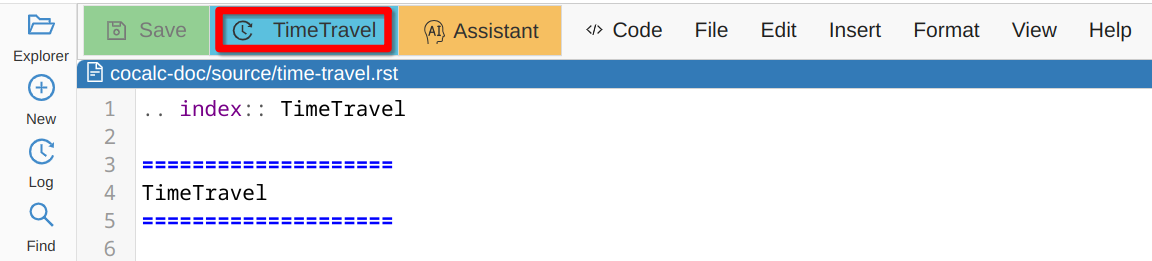 Save TimeTravel AI Assistant </> Code File Edit Insert Format View Help
Explorer
New
Log
Find
cocalc-doc/source/time-travel.rst
1 .. index:: TimeTravel
2
3 ====================
4 TimeTravel
5 ====================
6